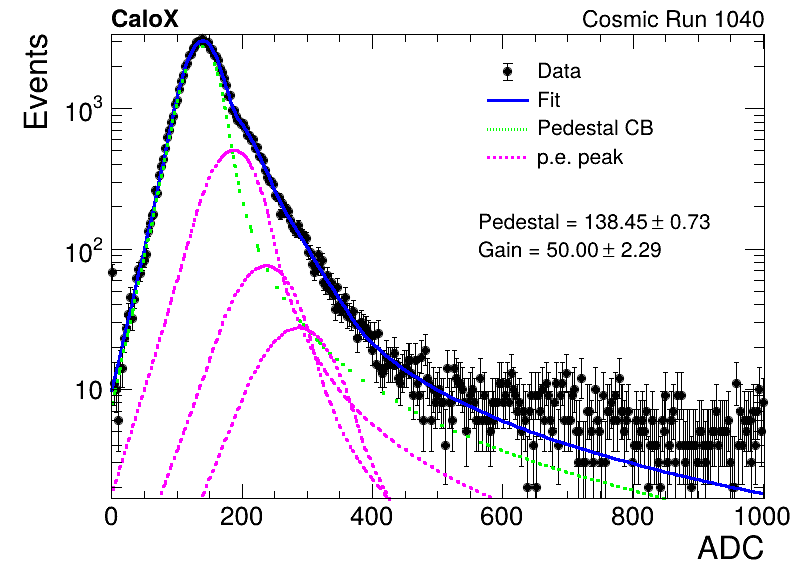 CaloX
Cosmic Run 1040
Events
10³
10²
10
Data
Fit
Pedestal CB
p.e. peak
Pedestal = 138.45 ± 0.73
Gain = 50.00 ± 2.29
0 200 400 600 800 1000
ADC